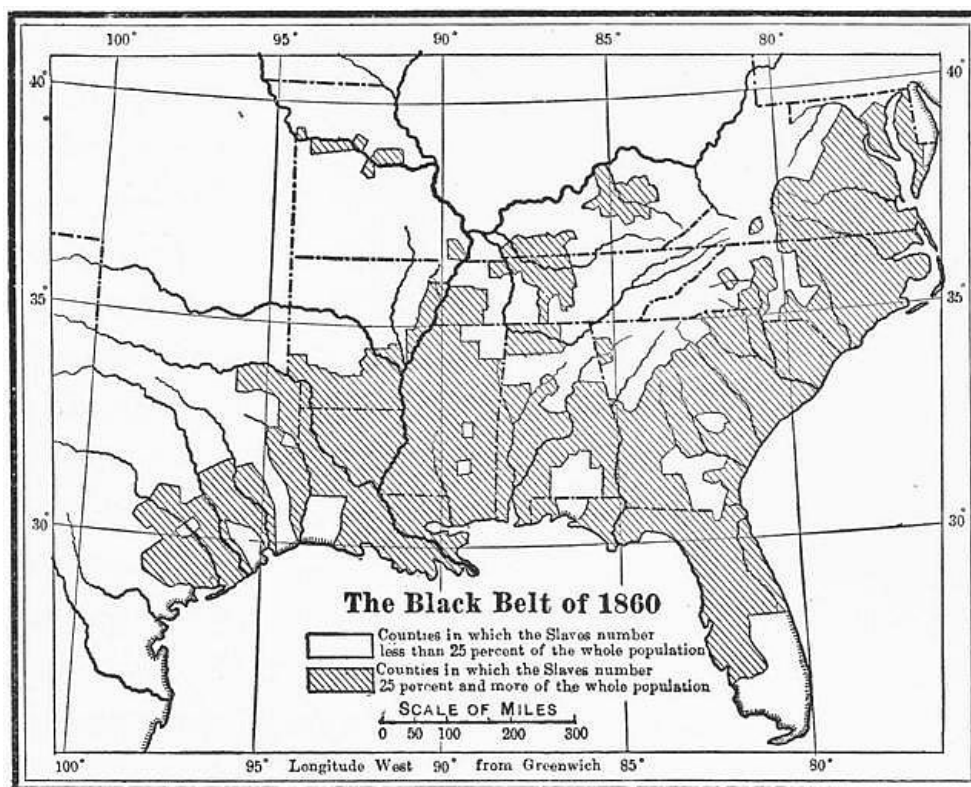 100° 95° 90° 85° 80°
40° 40°
35° 35°
30° 30°
The Black Belt of 1860
Counties in which the Slaves number
less than 25 percent of the whole population
Counties in which the Slaves number
25 percent and more of the whole population
SCALE OF MILES
0 50 100 200 300
100° 95° Longitude West 90° from Greenwich 85° 80°